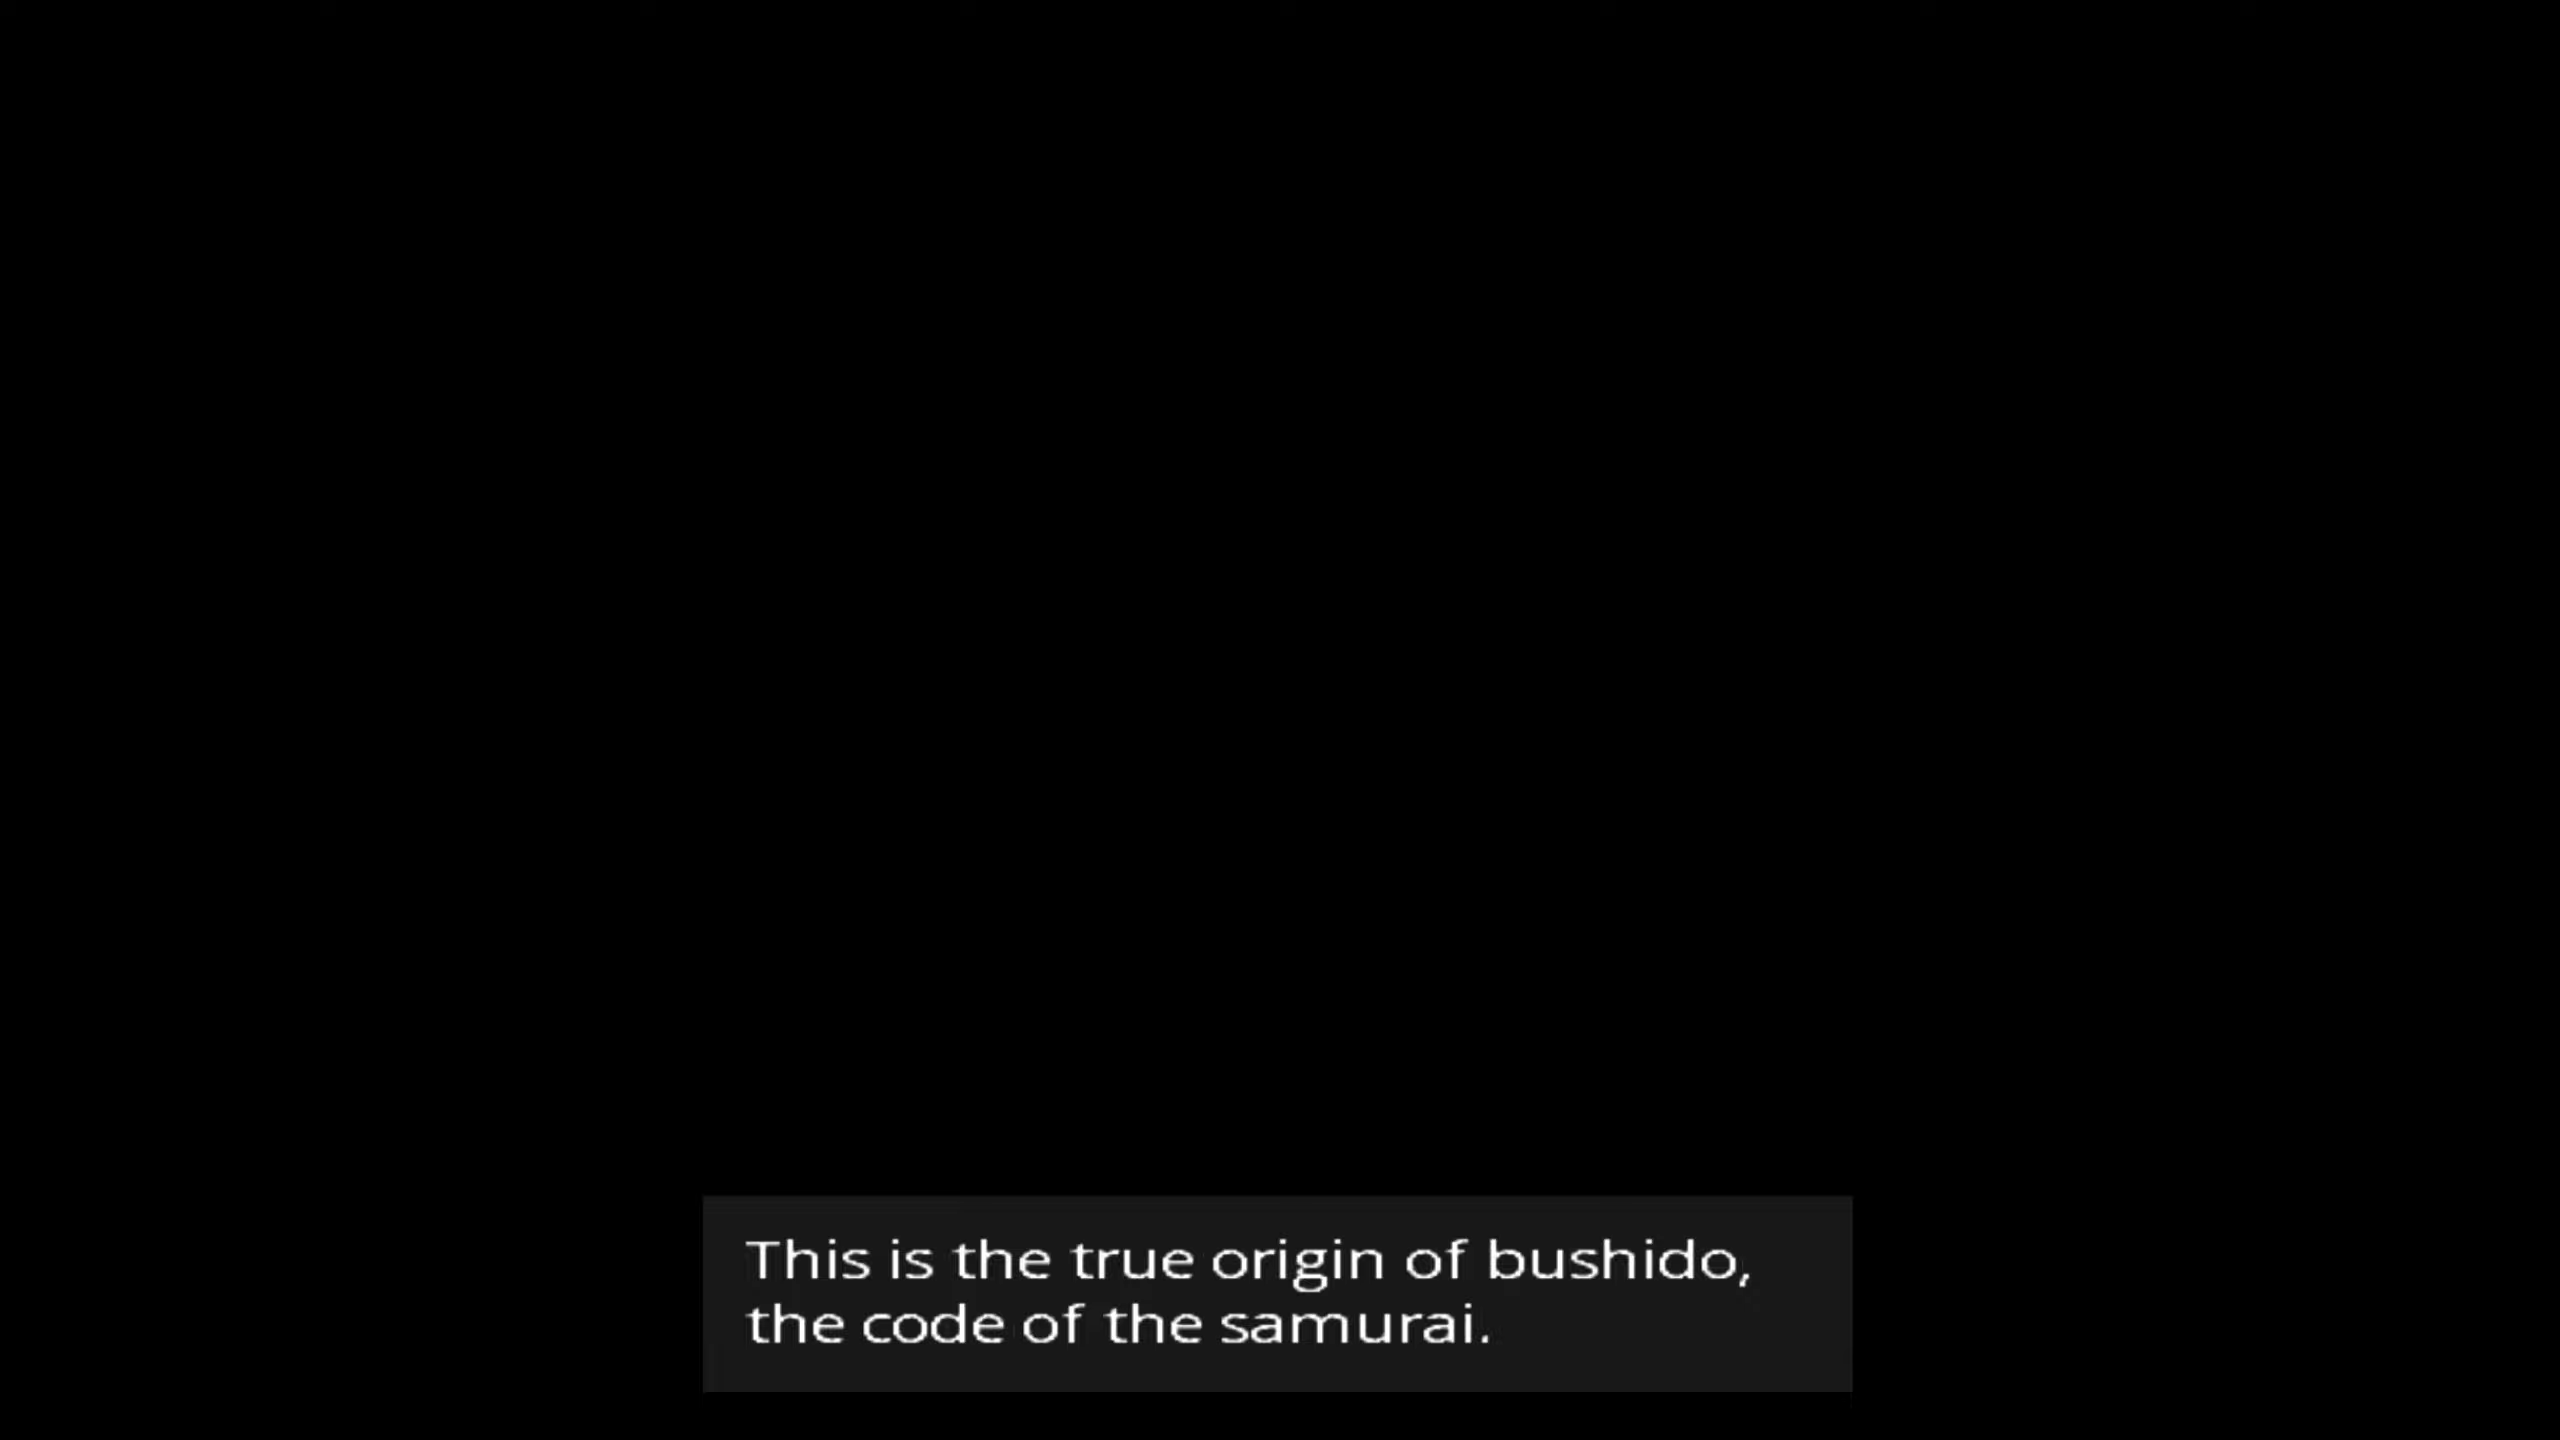 This is the true origin of bushido,
the code of the samurai.